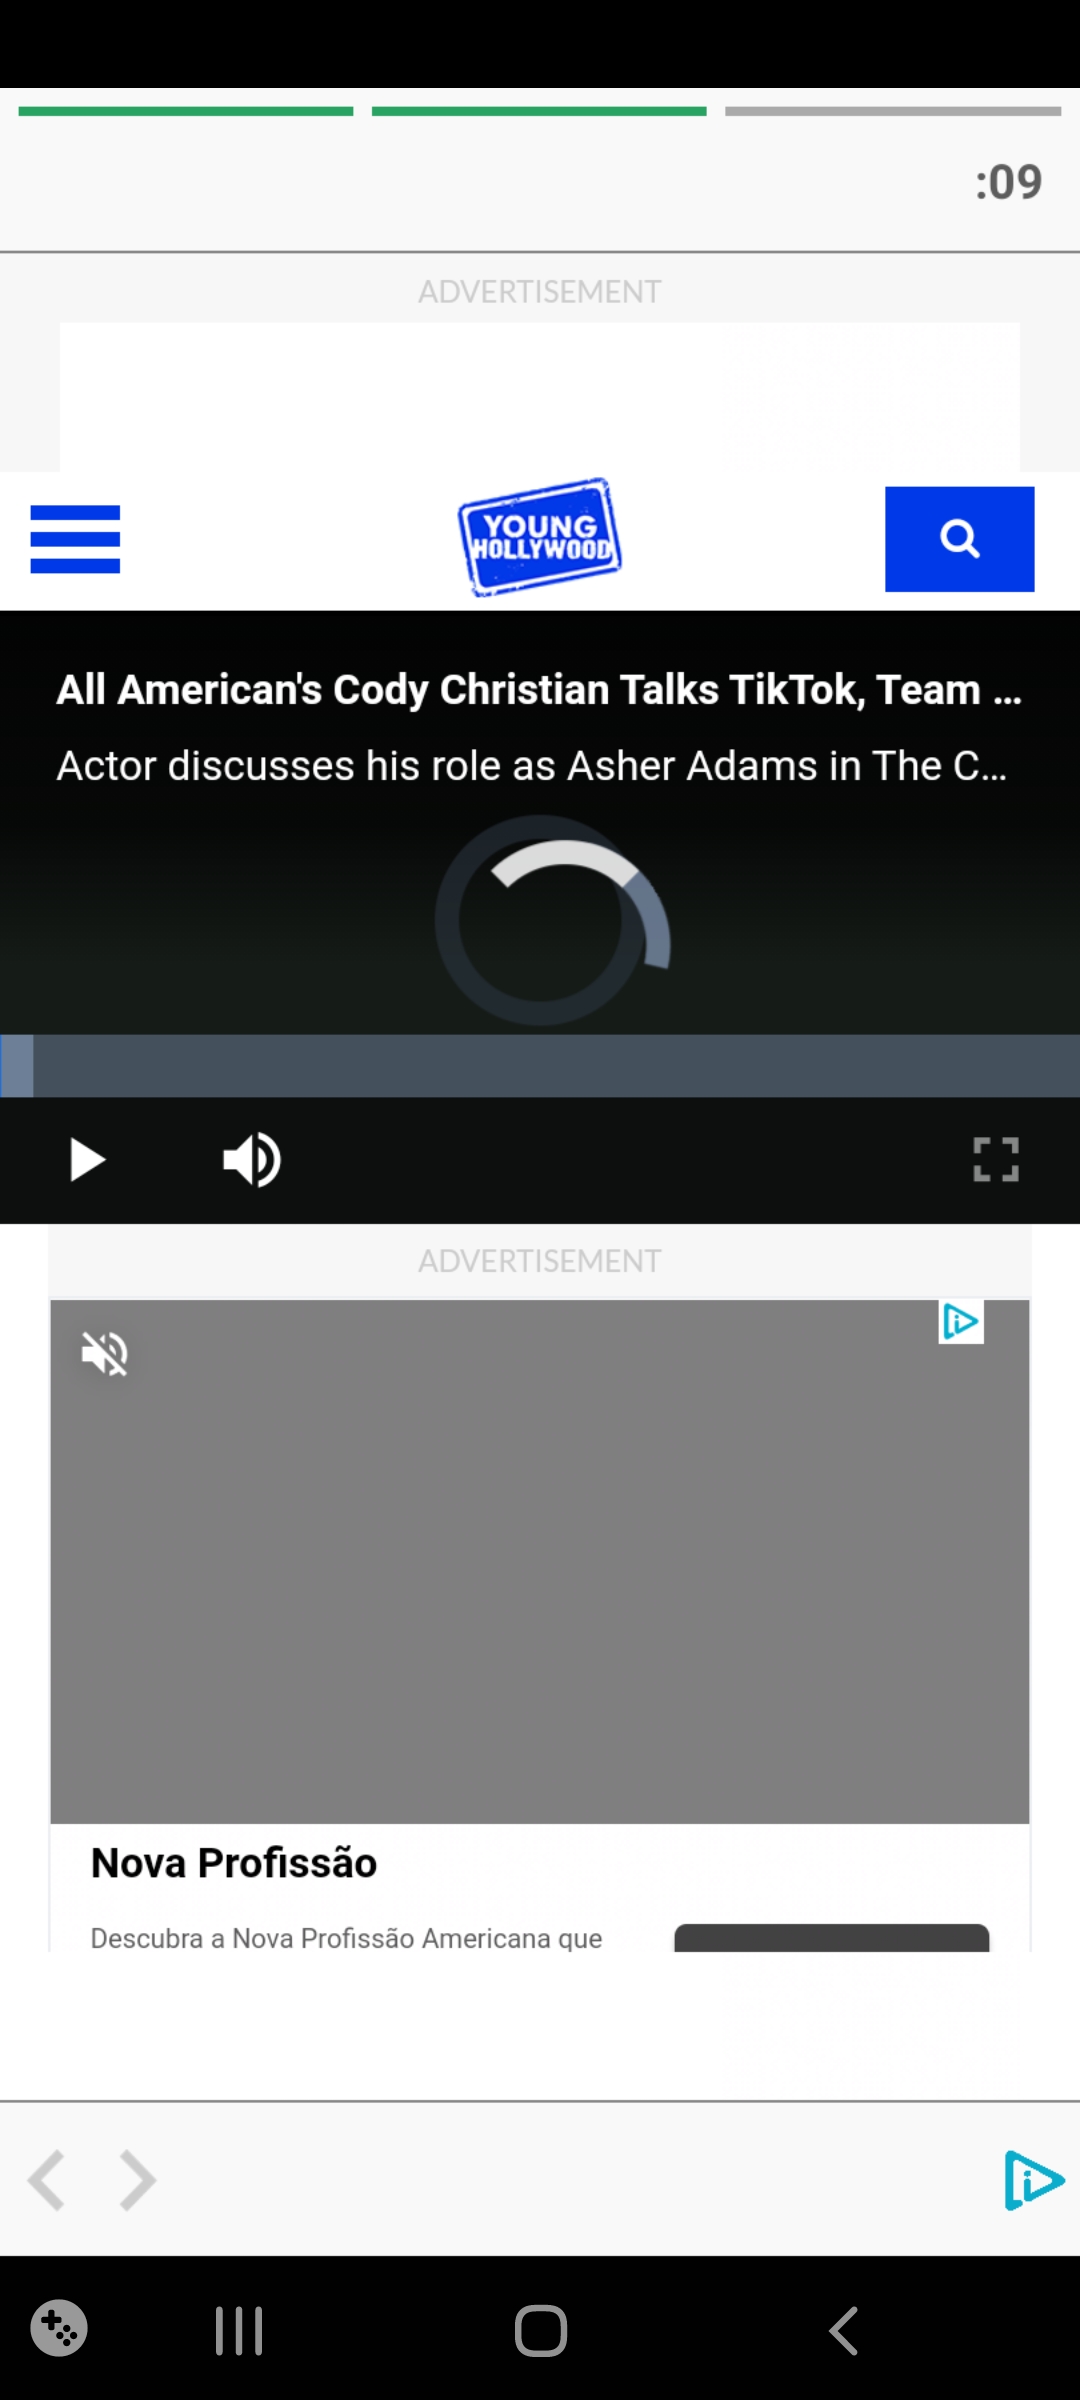 :09
ADVERTISEMENT
YOUNG
HOLLYWOOD
All American's Cody Christian Talks TikTok, Team ...
Actor discusses his role as Asher Adams in The C...
ADVERTISEMENT
Nova Profissão
Descubra a Nova Profissão Americana que